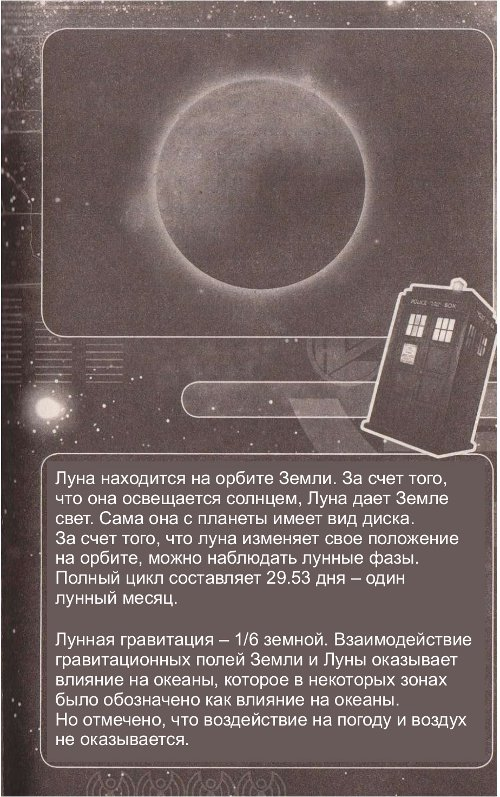 POLICE BOX
Луна находится на орбите Земли. За счет того,
что она освещается солнцем, Луна дает Земле
свет. Сама она с планеты имеет вид диска.
За счет того, что луна изменяет свое положение
на орбите, можно наблюдать лунные фазы.
Полный цикл составляет 29.53 дня – один
лунный месяц.
Лунная гравитация – 1/6 земной. Взаимодействие
гравитационных полей Земли и Луны оказывает
влияние на океаны, которое в некоторых зонах
было обозначено как влияние на океаны.
Но отмечено, что воздействие на погоду и воздух
не оказывается.